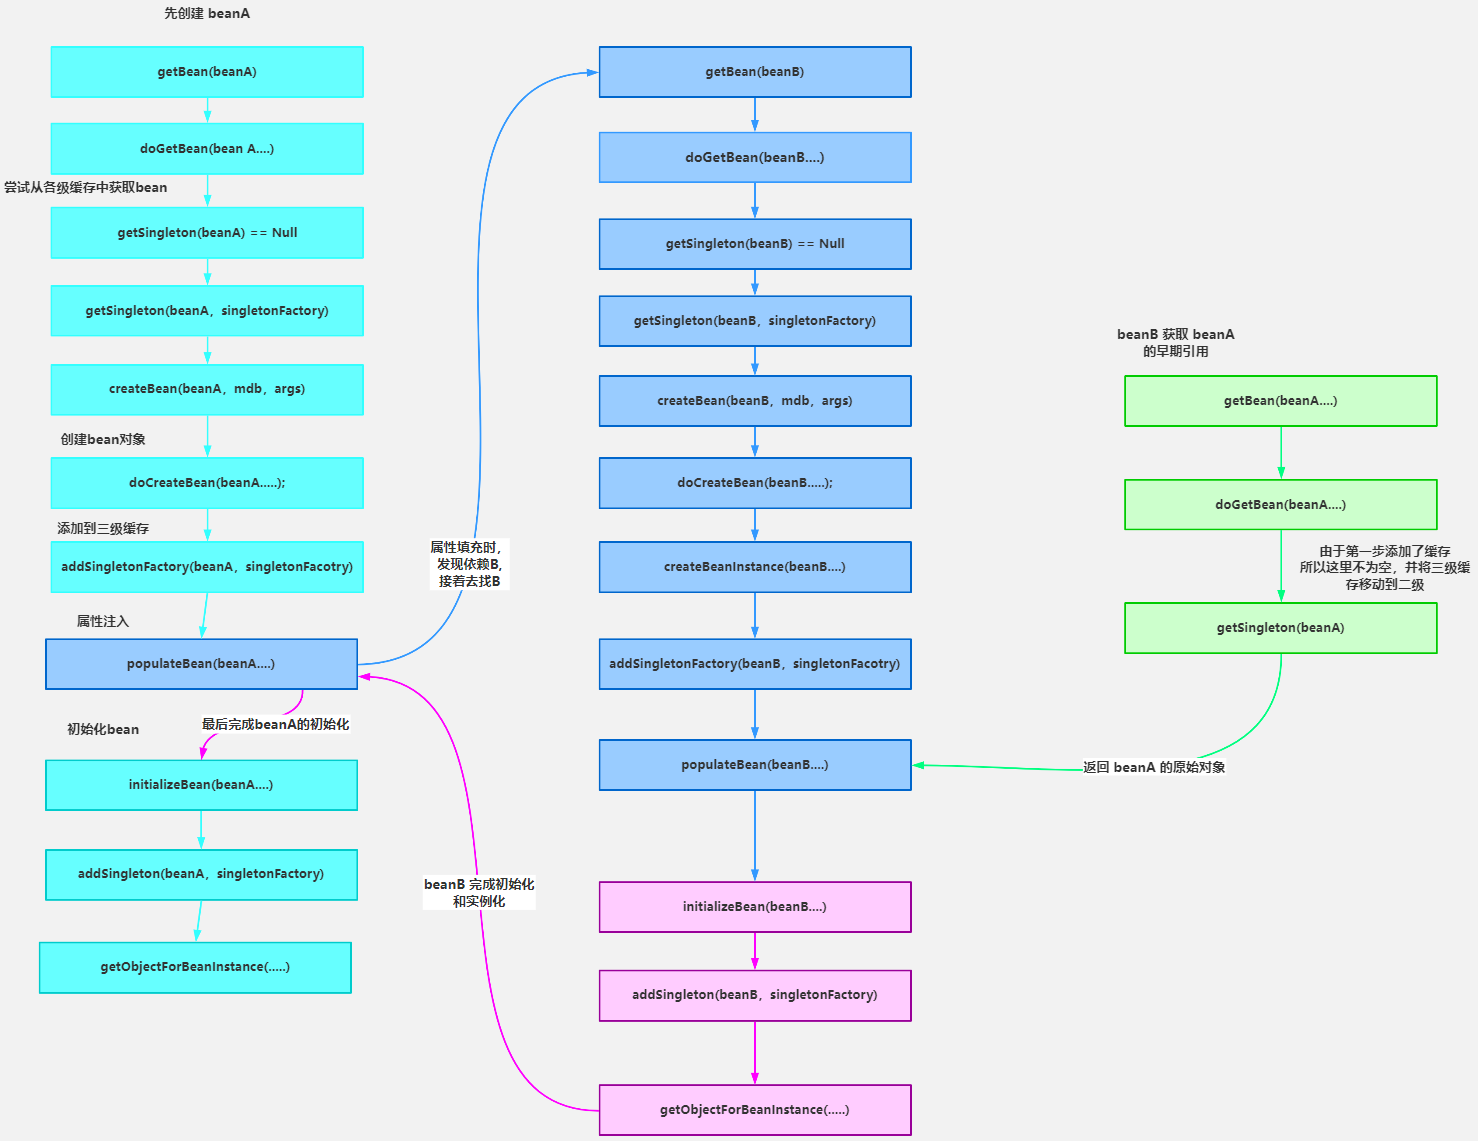 先创建 beanA
getBean(beanA)
doGetBean(bean A....)
尝试从各级缓存中获取bean
getSingleton(beanA) == Null
getSingleton(beanA，singletonFactory)
createBean(beanA，mdb，args)
创建bean对象
doCreateBean(beanA.....);
添加到三级缓存
addSingletonFactory(beanA，singletonFacotry)
属性注入
populateBean(beanA....)
最后完成beanA的初始化
初始化bean
initializeBean(beanA....)
addSingleton(beanA，singletonFactory)
getObjectForBeanInstance(.....)
属性填充时，
发现依赖B,
接着去找B
getBean(beanB)
doGetBean(beanB....)
getSingleton(beanB) == Null
getSingleton(beanB，singletonFactory)
createBean(beanB，mdb，args)
doCreateBean(beanB.....);
createBeanInstance(beanB....)
addSingletonFactory(beanB，singletonFacotry)
populateBean(beanB....)
initializeBean(beanB....)
addSingleton(beanB，singletonFactory)
getObjectForBeanInstance(.....)
beanB 完成初始化
和实例化
beanB 获取 beanA
的早期引用
getBean(beanA....)
doGetBean(beanA....)
由于第一步添加了缓存
所以这里不为空，并将三级缓
存移动到二级
getSingleton(beanA)
返回 beanA 的原始对象